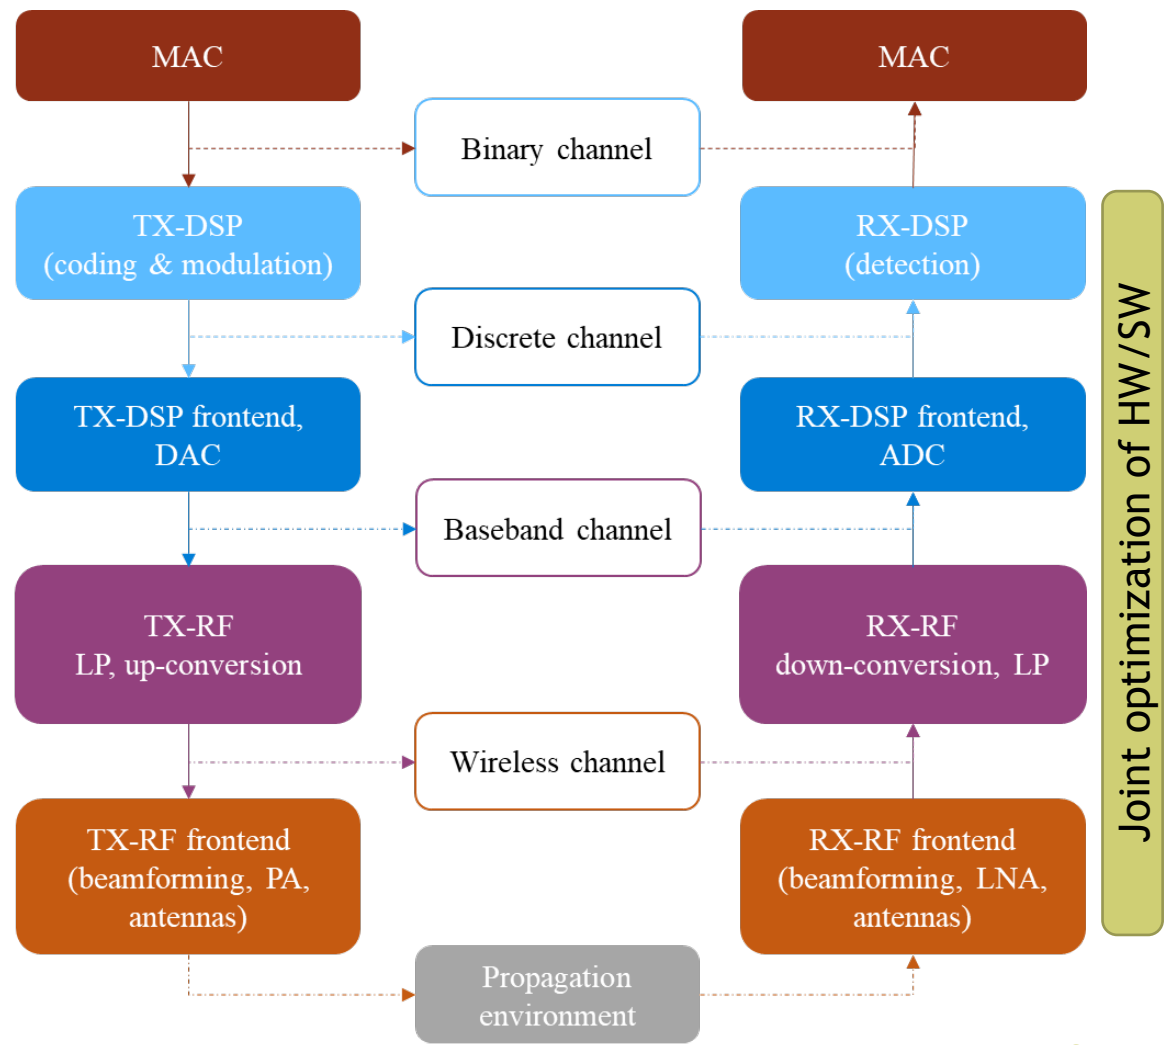 MAC
MAC
Binary channel
TX-DSP
(coding & modulation)
RX-DSP
(detection)
Discrete channel
TX-DSP frontend,
DAC
RX-DSP frontend,
ADC
Baseband channel
TX-RF
LP, up-conversion
RX-RF
down-conversion, LP
Wireless channel
TX-RF frontend
(beamforming, PA,
antennas)
RX-RF frontend
(beamforming, LNA,
antennas)
Propagation
environment
Joint optimization of HW/SW